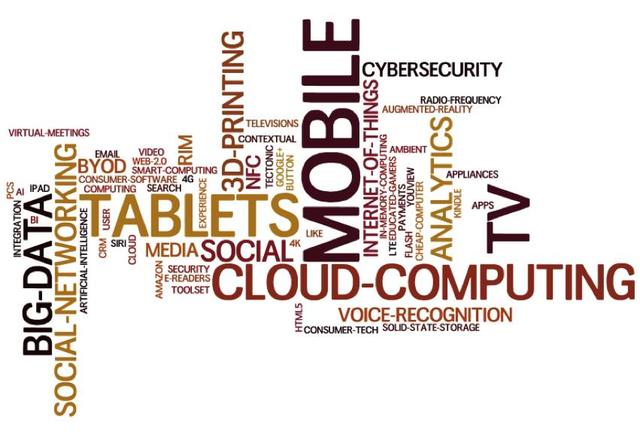 MOBILE
CYBERSECURITY
RADIO-FREQUENCY
AUGMENTED-REALITY
3D-PRINTING
TELEVISIONS
VIRTUAL-MEETINGS
CONTEXTUAL
RIM
EMAIL
VIDEO
WEB-2.0
BYOD
SMART-COMPUTING
CONSUMER-SOFTWARE
4G
COMPUTING
SEARCH
NFC
TECTONIC
GOOGLE+
BUTTON
INTERNET-OF-THINGS
IN-MEMORY-COMPUTING
AMBIENT
LTE
EDUCATED-GAMERS
PAYMENTS
YOUVIEW
FLASH
CHEAP-COMPUTER
ANALYTICS
KINDLE
APPLIANCES
APPS
TV
PCS
AI
IPAD
INTEGRATION
BI
BIG-DATA
SOCIAL-NETWORKING
ARTIFICIAL-INTELLIGENCE
TABLETS
EXPERIENCE
CRM
USER
SIRI
CLOUD
MEDIA
SOCIAL
4K
LIKE
AMAZON
SECURITY
E-READERS
TOOLSET
CLOUD-COMPUTING
HTML5
VOICE-RECOGNITION
CONSUMER-TECH
SOLID-STATE-STORAGE